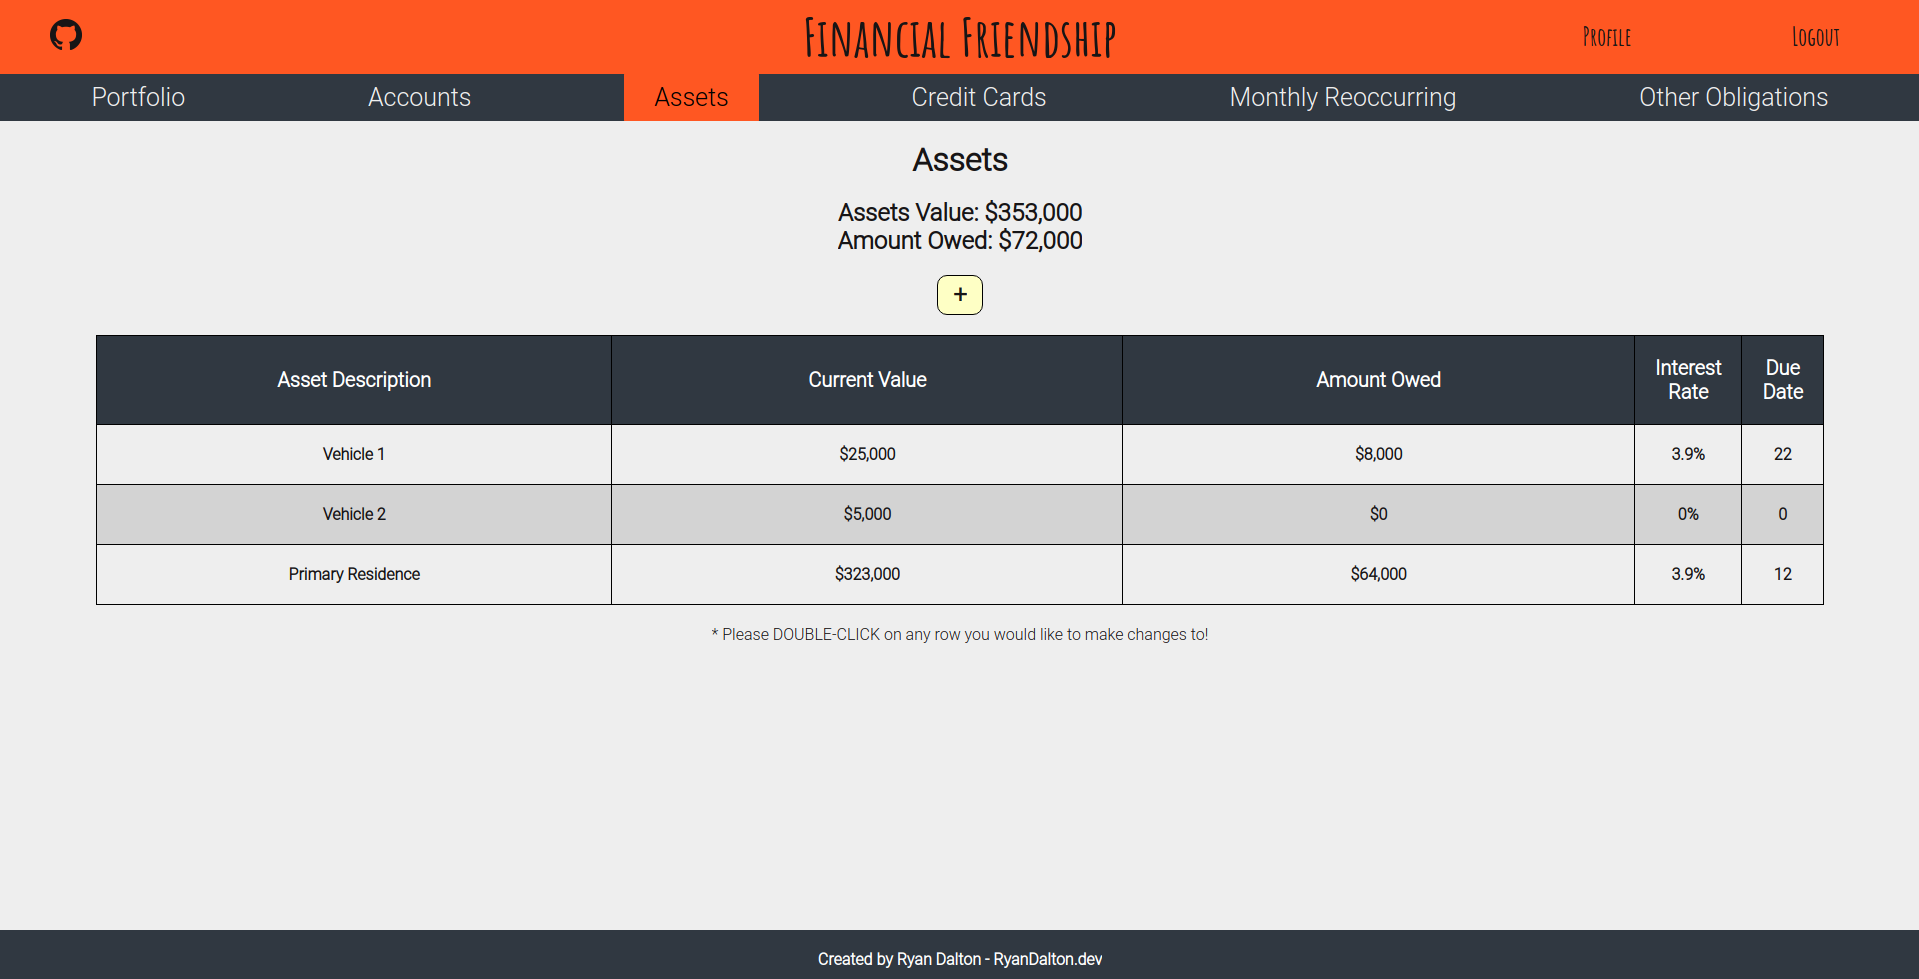 Financial Friendship
Profile
Logout
Portfolio
Accounts
Assets
Credit Cards
Monthly Reoccurring
Other Obligations
Assets
Assets Value: $353,000
Amount Owed: $72,000
+
Asset Description
Current Value
Amount Owed
Interest
Rate
Due
Date
Vehicle 1
$25,000
$8,000
3.9%
22
Vehicle 2
$5,000
$0
0%
0
Primary Residence
$323,000
$64,000
3.9%
12
* Please DOUBLE-CLICK on any row you would like to make changes to!
Created by Ryan Dalton - RyanDalton.dev